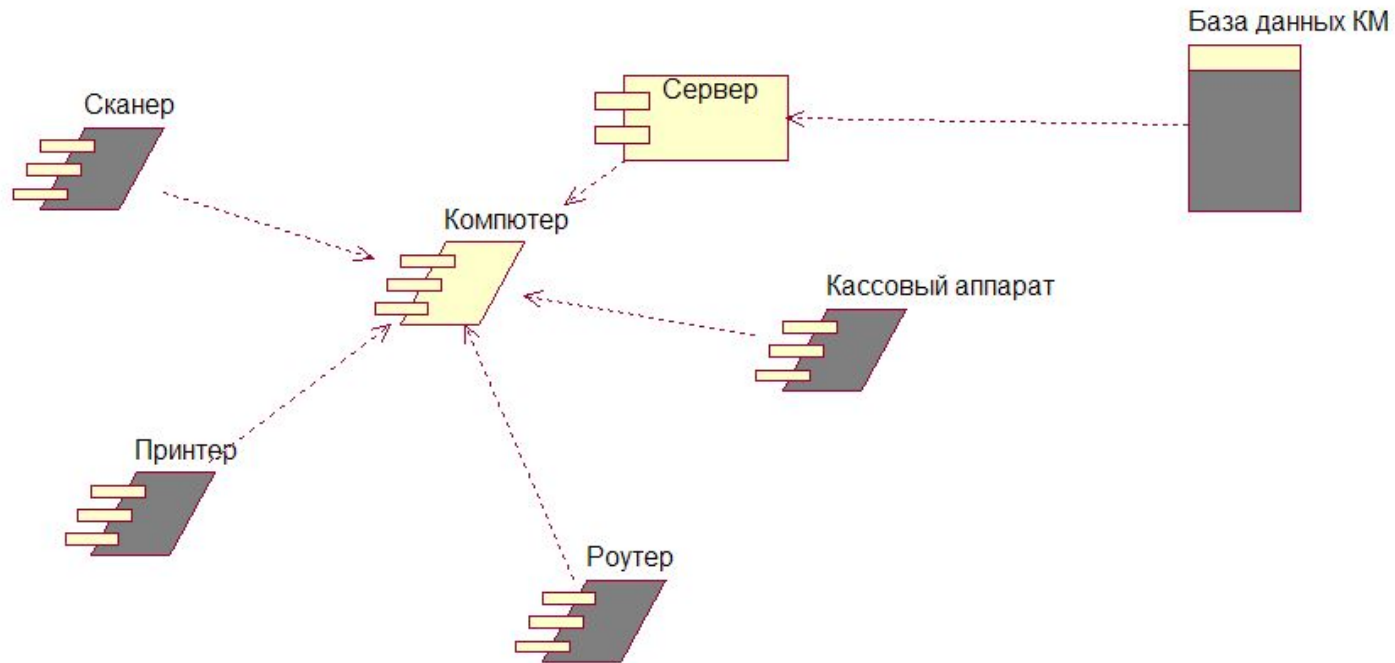 База данных КМ
Сервер
Сканер
Компютер
Кассовый аппарат
Принтер
Роутер